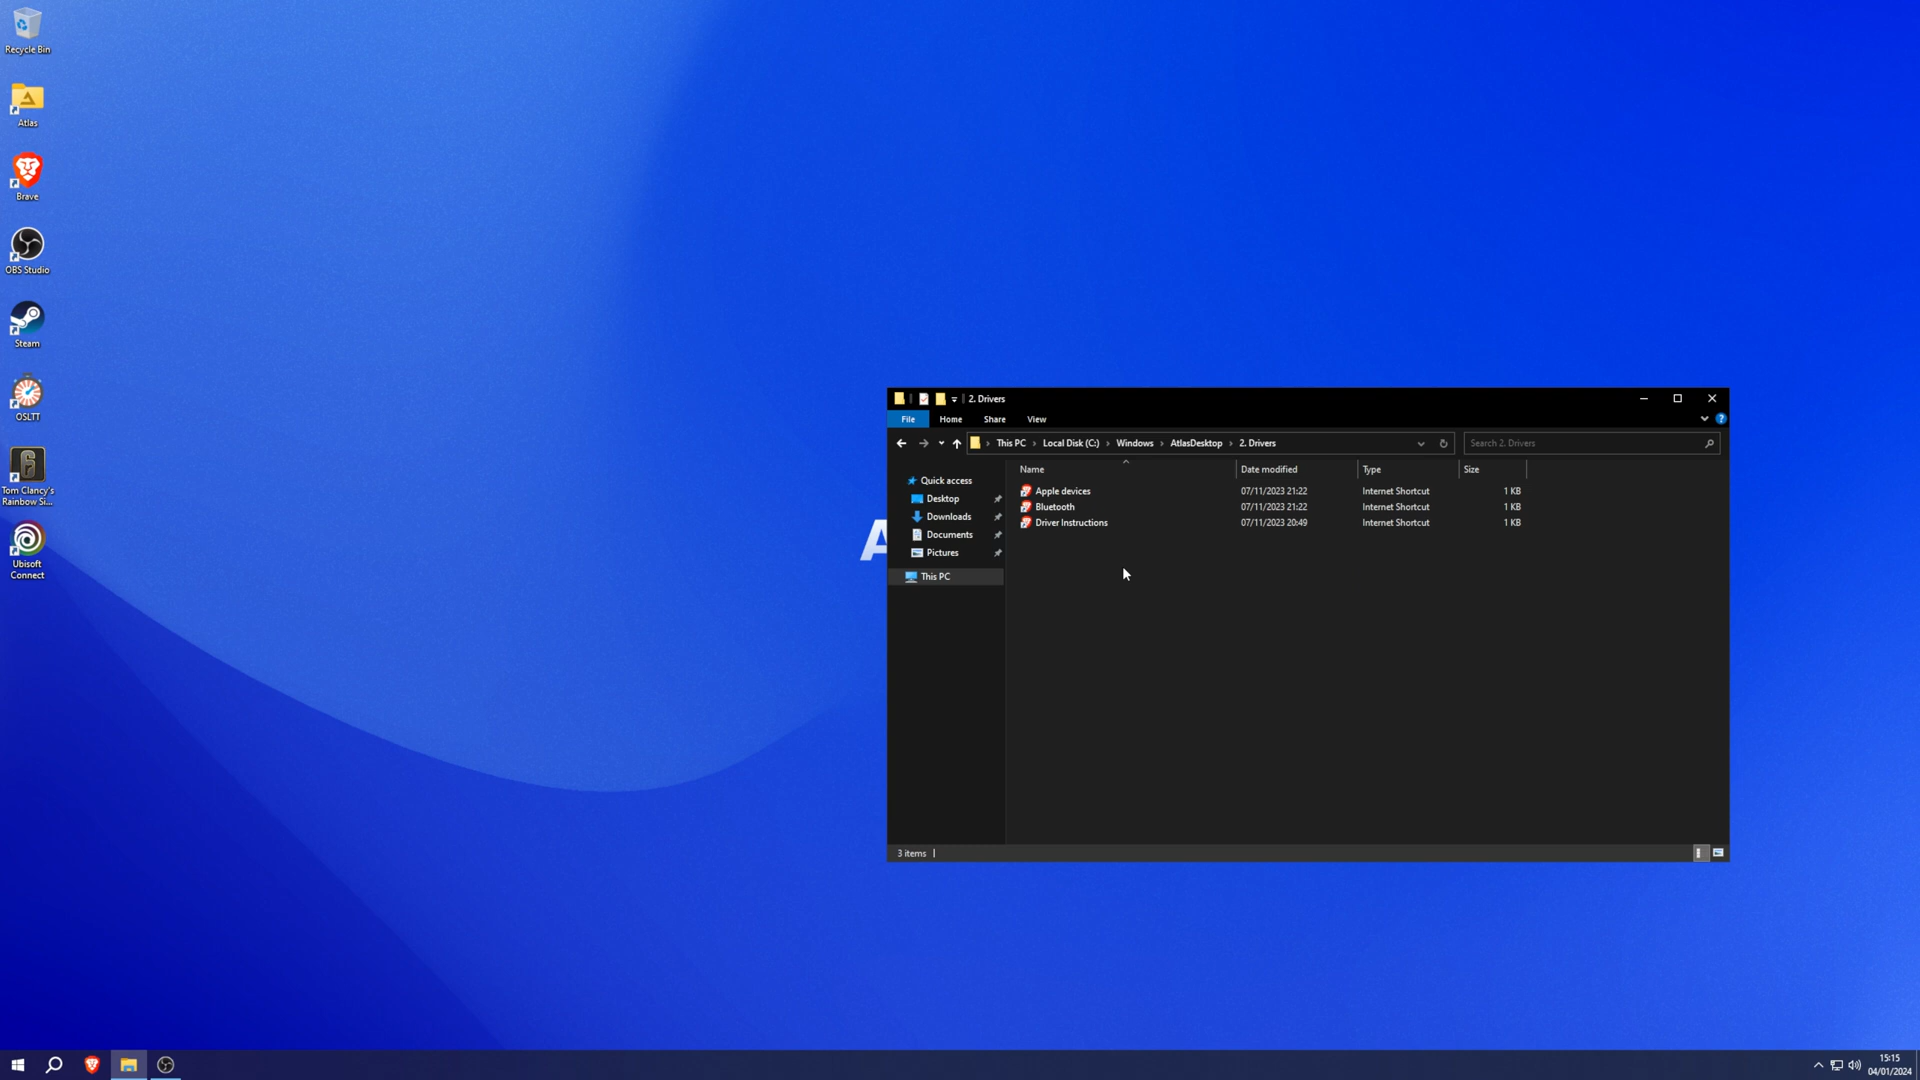 Recycle Bin
Atlas
Brave
OBS Studio
Steam
OSLTT
Tom Clancy's
Rainbow Si...
Ubisoft
Connect
2. Drivers
File Home Share View
This PC › Local Disk (C:) › Windows › AtlasDesktop › 2. Drivers
Search 2. Drivers
Name Date modified Type Size
Quick access
Desktop
Downloads
Documents
Pictures
This PC
Apple devices 07/11/2023 21:22 Internet Shortcut 1 KB
Bluetooth 07/11/2023 21:22 Internet Shortcut 1 KB
Driver Instructions 07/11/2023 20:49 Internet Shortcut 1 KB
A
3 items
15:15
04/01/2024